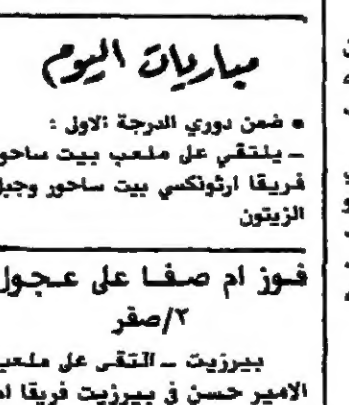 مباريات اليوم
■ ضمن دوري الدرجة الاولى :
ـ يلتقي على ملعب بيت ساحور
فريقا ارثوذكسي بيت ساحور وجبل
الزيتون
فوز ام صفا على عجول
٢/صفر
بيرزيت ـ التقى على ملعب
الامير حسن في بيرزيت فريقا ام